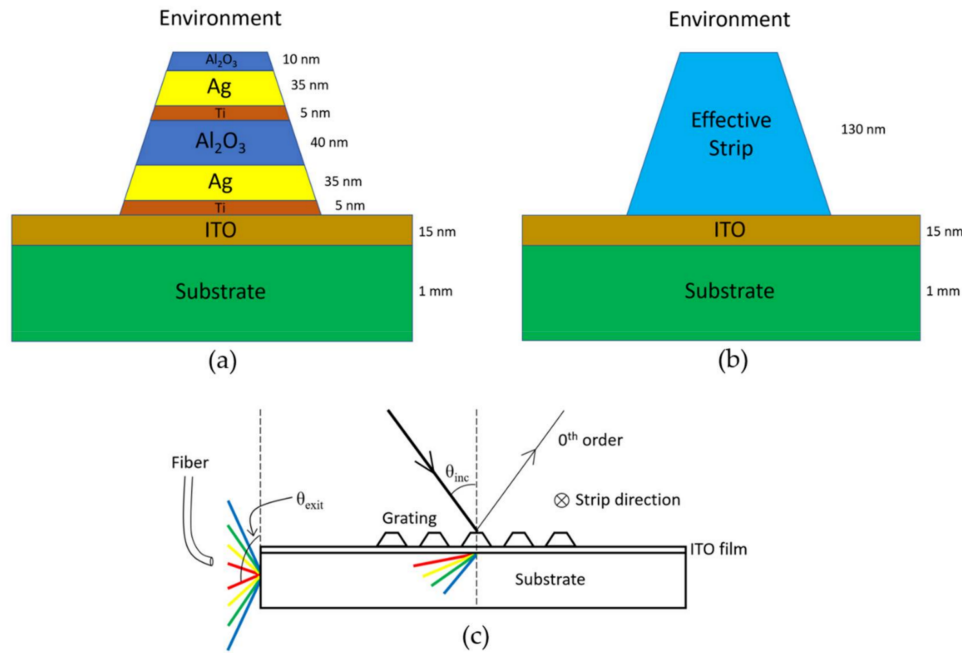 Environment
Al₂O₃
10 nm
Ag
35 nm
Ti
5 nm
Al₂O₃
40 nm
Ag
35 nm
Ti
5 nm
ITO
15 nm
Substrate
1 mm
(a)
Environment
Effective
Strip
130 nm
ITO
15 nm
Substrate
1 mm
(b)
0th order
Fiber
θinc
θexit
Strip direction
Grating
ITO film
Substrate
(c)